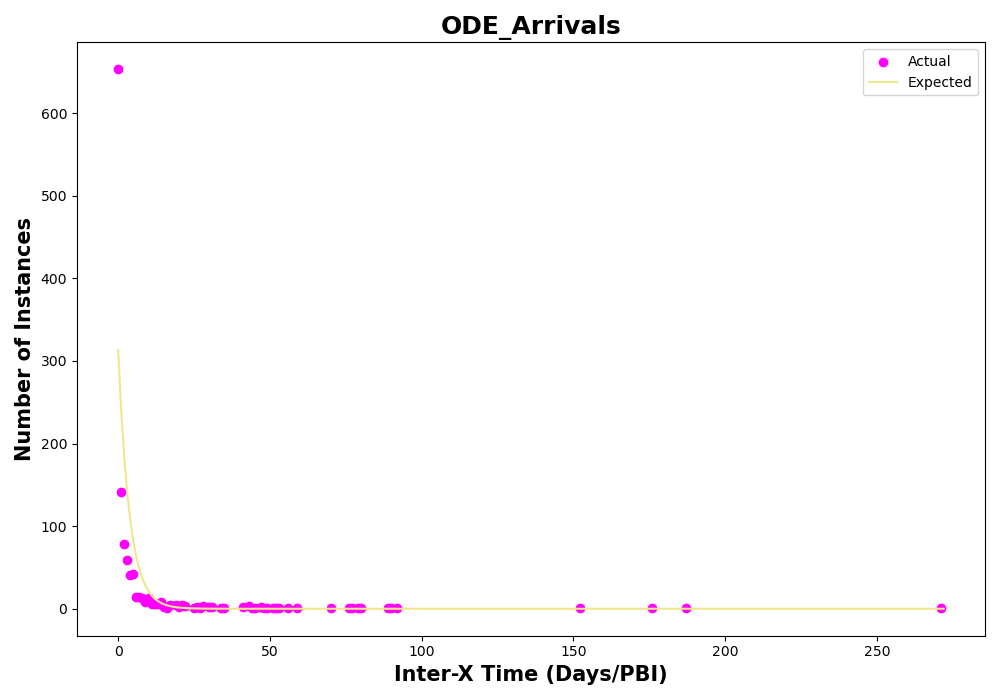 ODE_Arrivals
Actual
Expected
Number of Instances
600
500
400
300
200
100
0
0 50 100 150 200 250
Inter-X Time (Days/PBI)